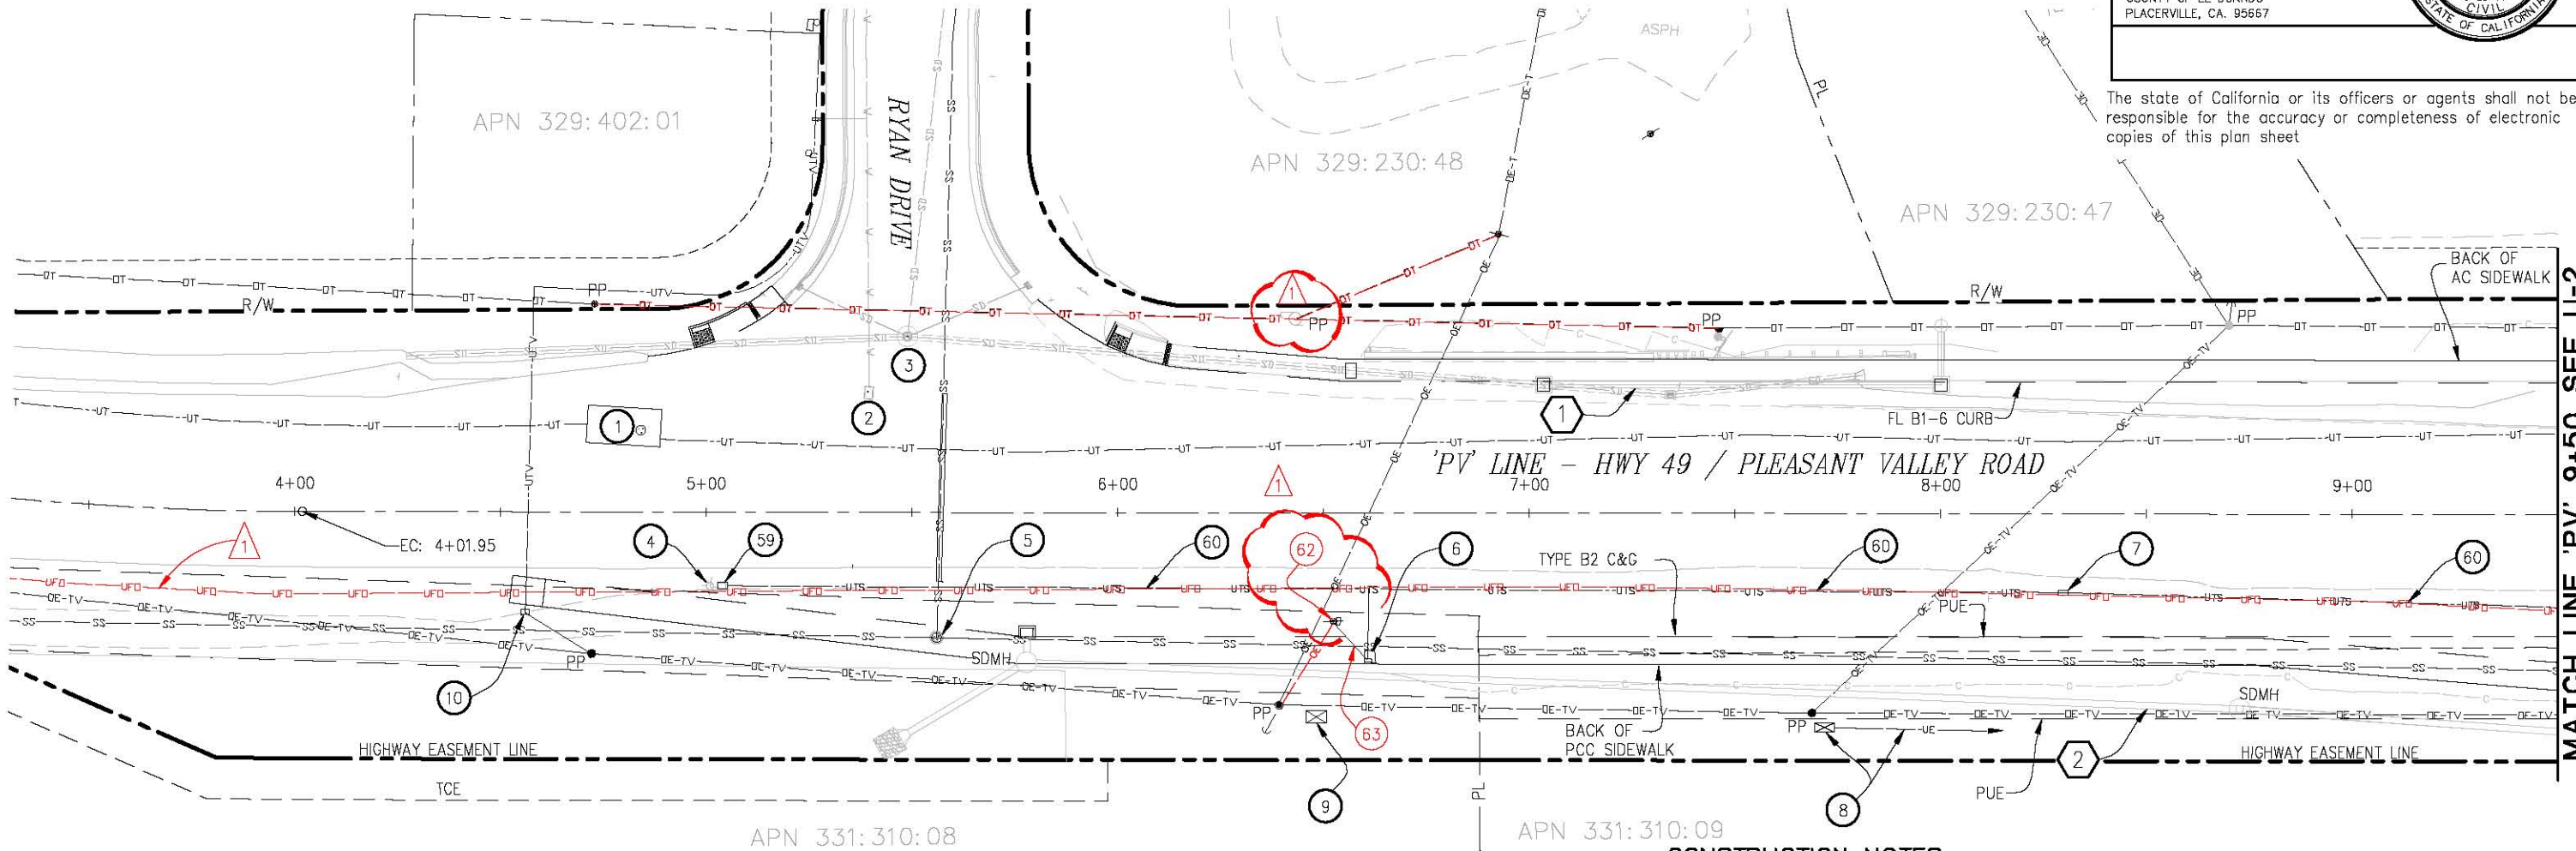 CIVIL
STATE OF CALIFORNIA
PLACERVILLE, CA. 95667
The state of California or its officers or agents shall not be
responsible for the accuracy or completeness of electronic
copies of this plan sheet
ASPH
APN 329:402:01
RYAN DRIVE
APN 329:230:48
APN 329:230:47
PL
R/W
PP
1
PP
PP
R/W
PP
BACK OF
AC SIDEWALK
3
2
1
1
FL B1-6 CURB
'PV' LINE - HWY 49 / PLEASANT VALLEY ROAD
4+00
5+00
6+00
7+00
8+00
9+00
1
EC: 4+01.95
1
4
59
5
60
62
6
TYPE B2 C&G
60
7
60
PUE
10
PP
SDMH
PP
9
63
BACK OF
PCC SIDEWALK
PP
UE
8
2
PUE
SDMH
HIGHWAY EASEMENT LINE
HIGHWAY EASEMENT LINE
TCE
PL
APN 331:310:08
APN 331:310:09
CONSTRUCTION NOTES
MATCH LINE 'PV' 9+50 SEE U-2